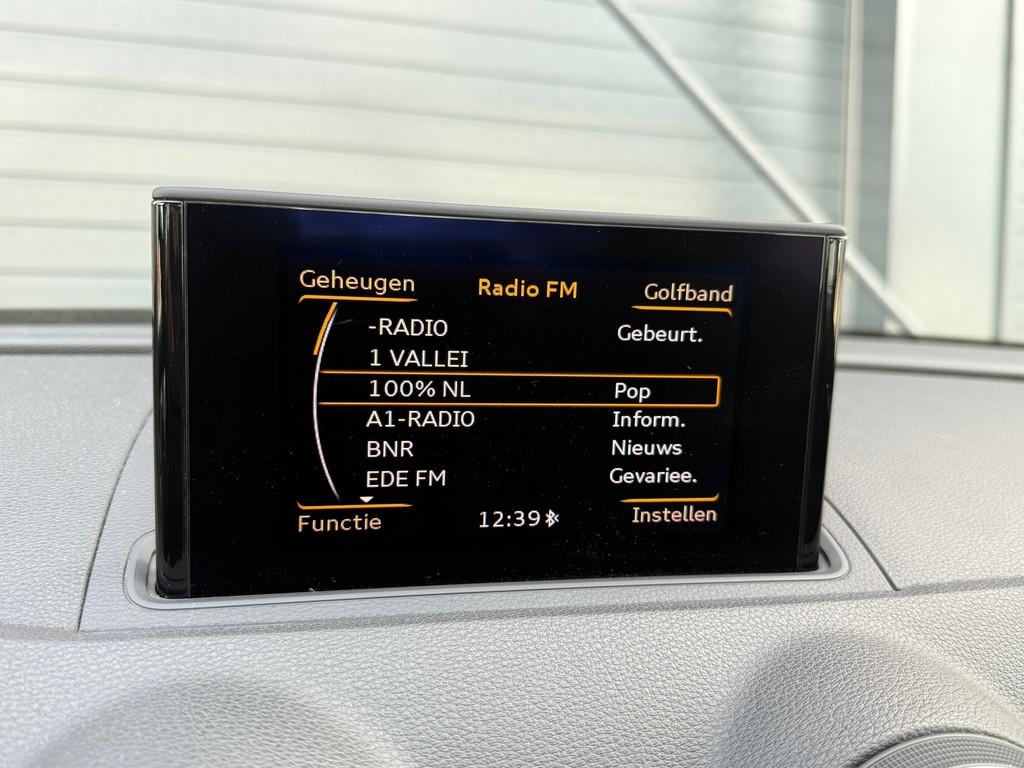 Geheugen Radio FM Golfband
-RADIO Gebeurt.
1 VALLEI
100% NL Pop
A1-RADIO Inform.
BNR Nieuws
EDE FM Gevariee.
Functie 12:39 Instellen